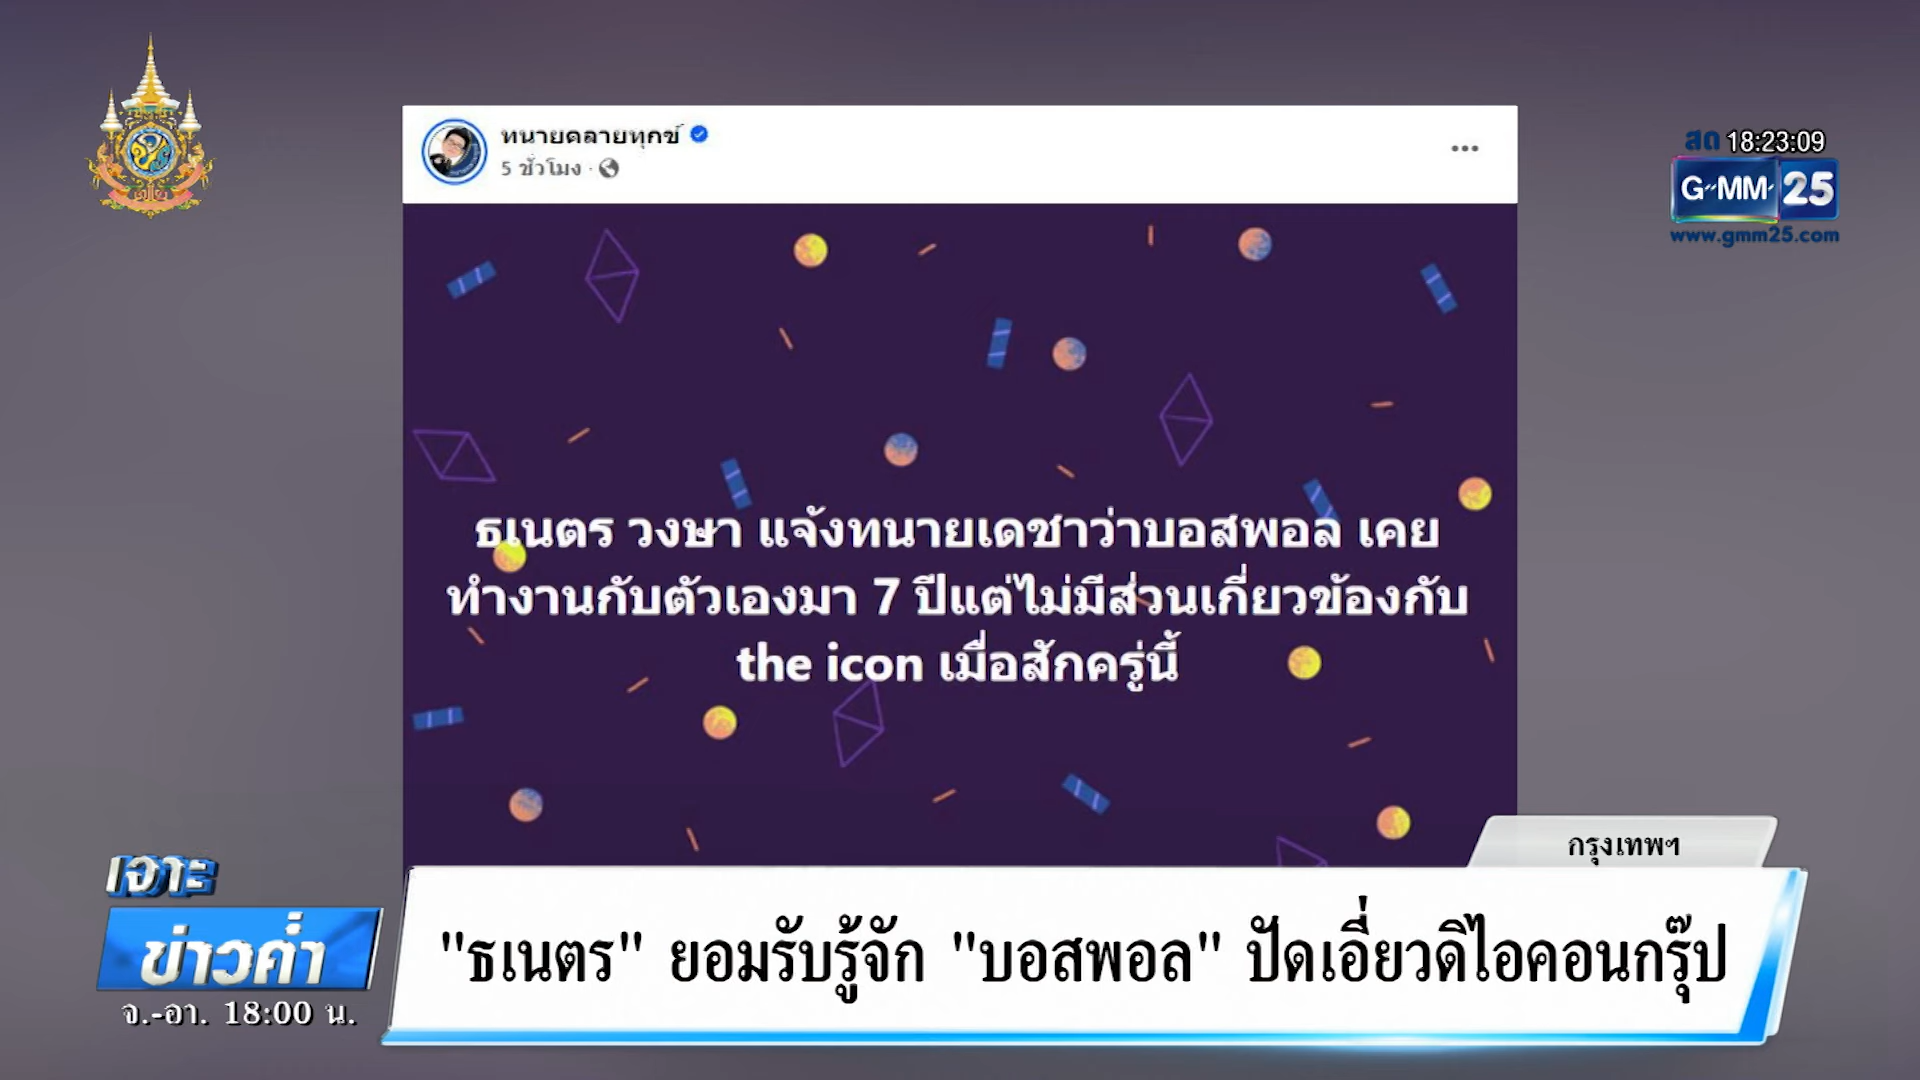 ทนายคลายทุกข์
5 ชั่วโมง ·
สด 18:23:09
GMM 25
www.gmm25.com
ธเนตร วงษา แจ้งทนายเดชาว่าบอสพอล เคย
ทำงานกับตัวเองมา 7 ปีแต่ไม่มีส่วนเกี่ยวข้องกับ
the icon เมื่อสักครู่นี้
กรุงเทพฯ
เจาะ
ข่าวค่ำ
จ.-อา. 18:00 น.
"ธเนตร" ยอมรับรู้จัก "บอสพอล" ปัดเอี่ยวดิไอคอนกรุ๊ป